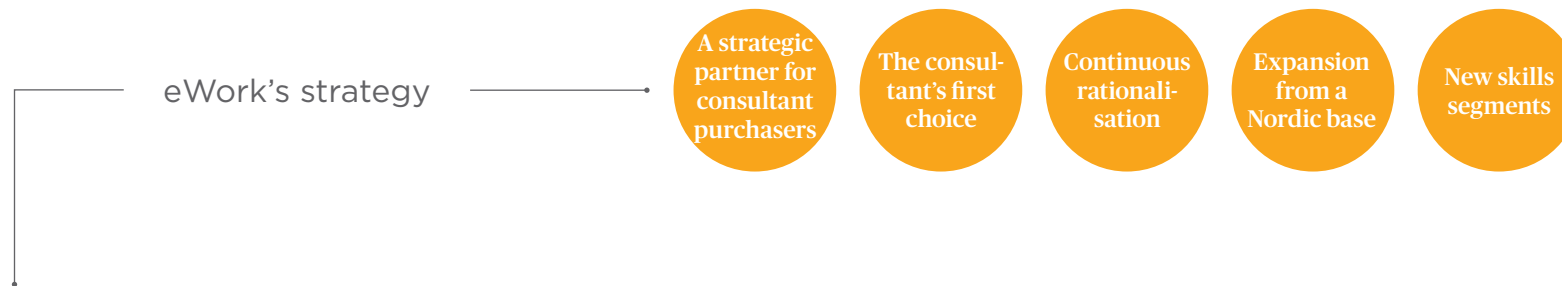 eWork's strategy
A strategic
partner for
consultant
purchasers
The consul-
tant's first
choice
Continuous
rationali-
sation
Expansion
from a
Nordic base
New skills
segments